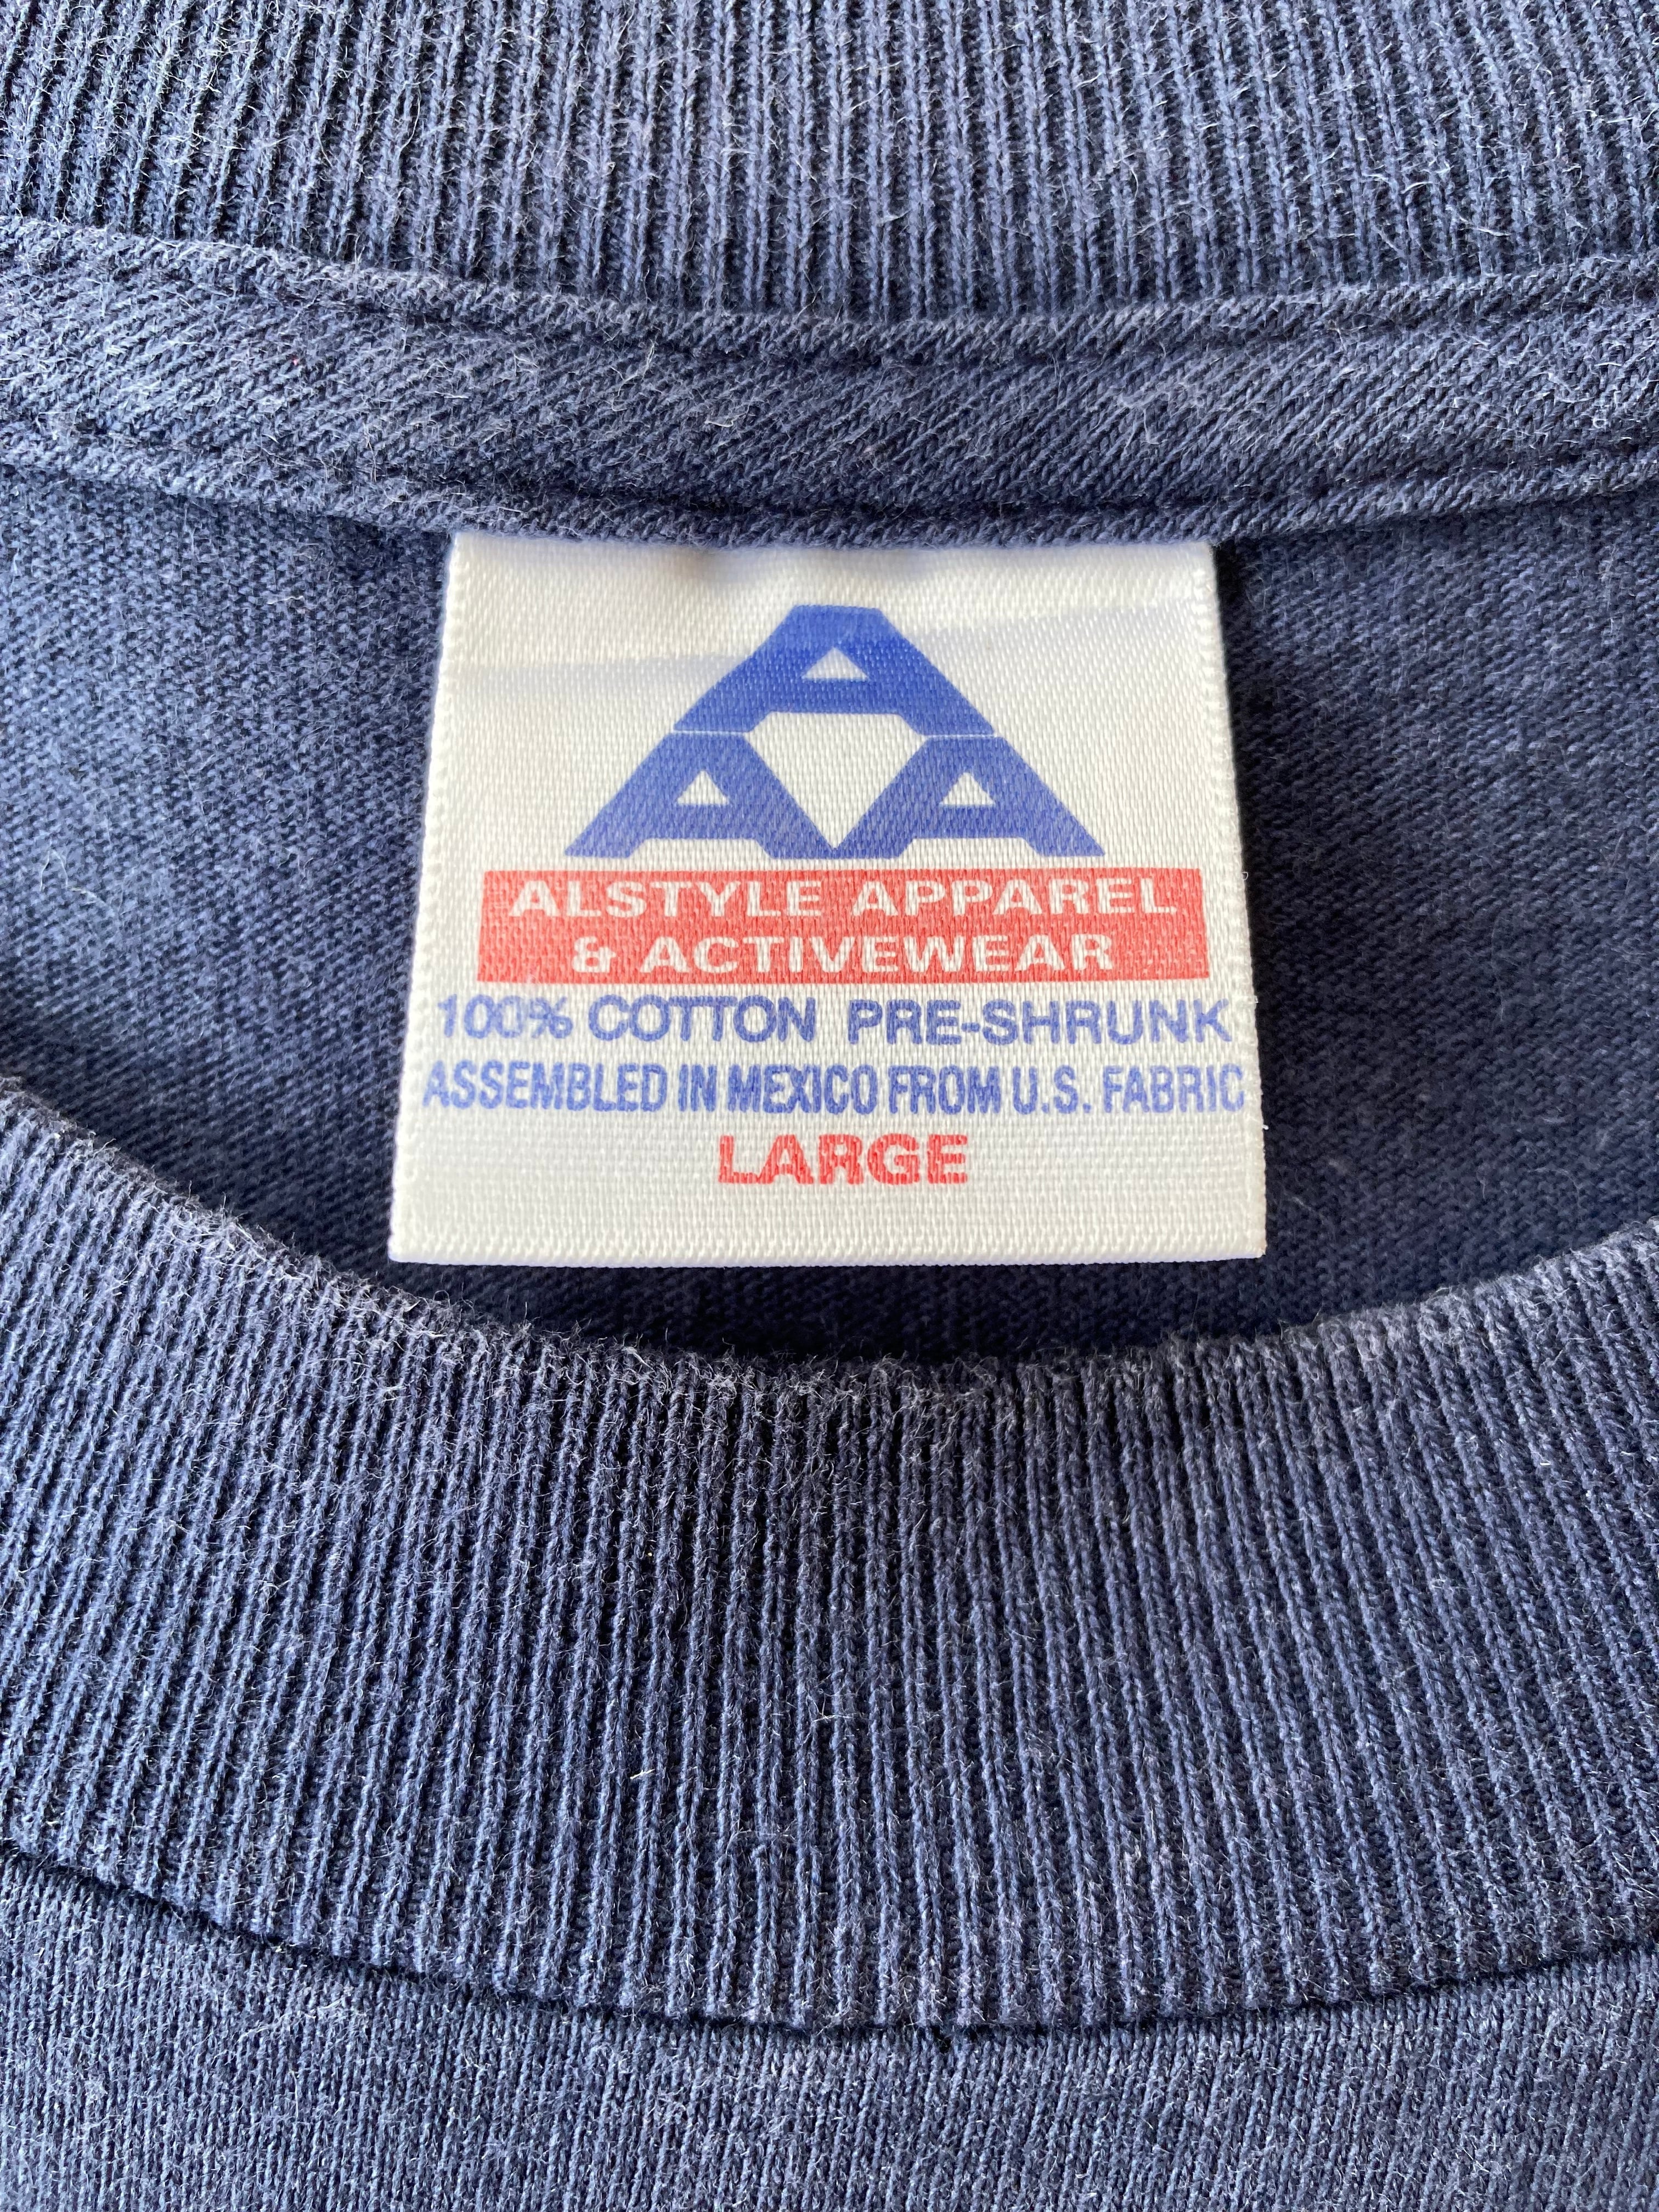 A
A A
ALSTYLE APPAREL
& ACTIVEWEAR
100% COTTON PRE-SHRUNK
ASSEMBLED IN MEXICO FROM U.S. FABRIC
LARGE